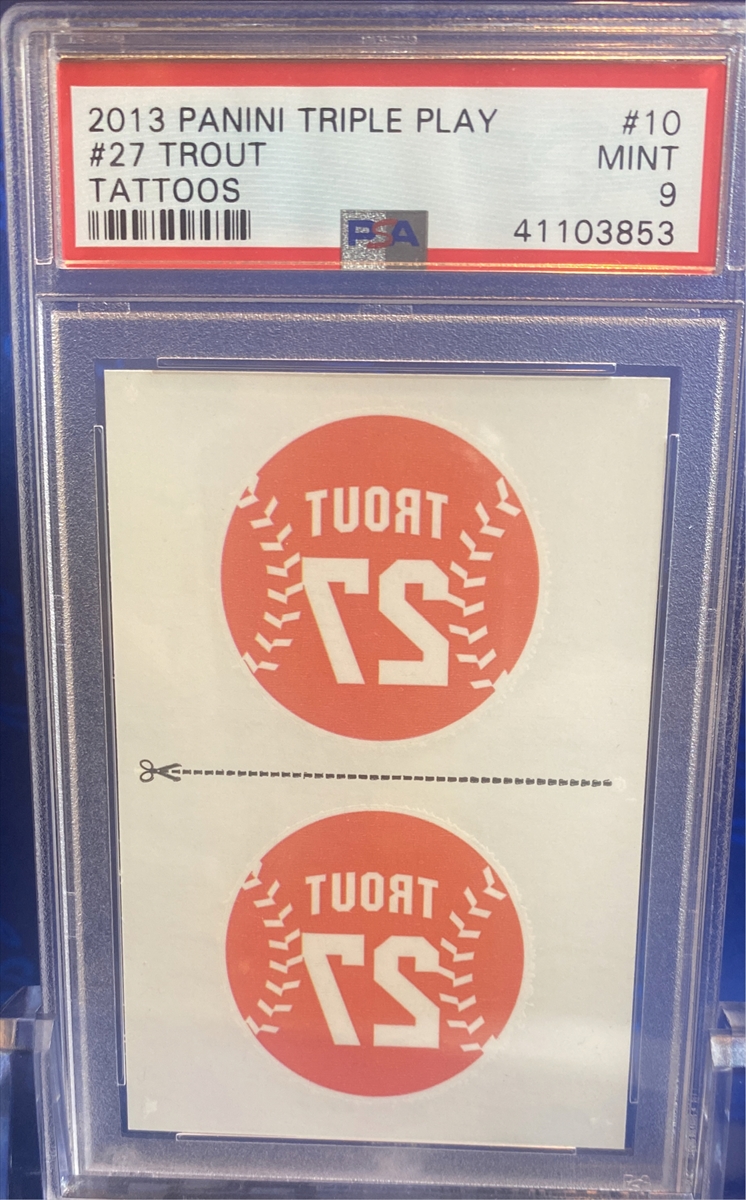 2013 PANINI TRIPLE PLAY #10
#27 TROUT MINT
TATTOOS 9
PSA 41103853
TROUT
27
TROUT
27